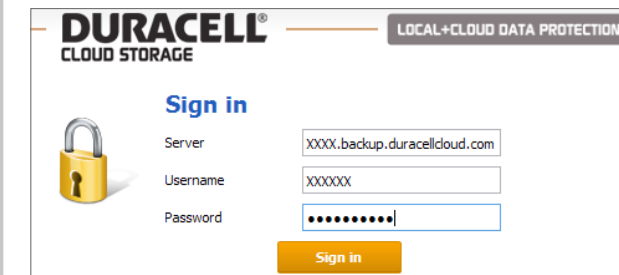 DURACELL®
CLOUD STORAGE
LOCAL+CLOUD DATA PROTECTION
Sign in
Server XXXX.backup.duracellcloud.com
Username XXXXXX
Password ••••••••••
Sign in